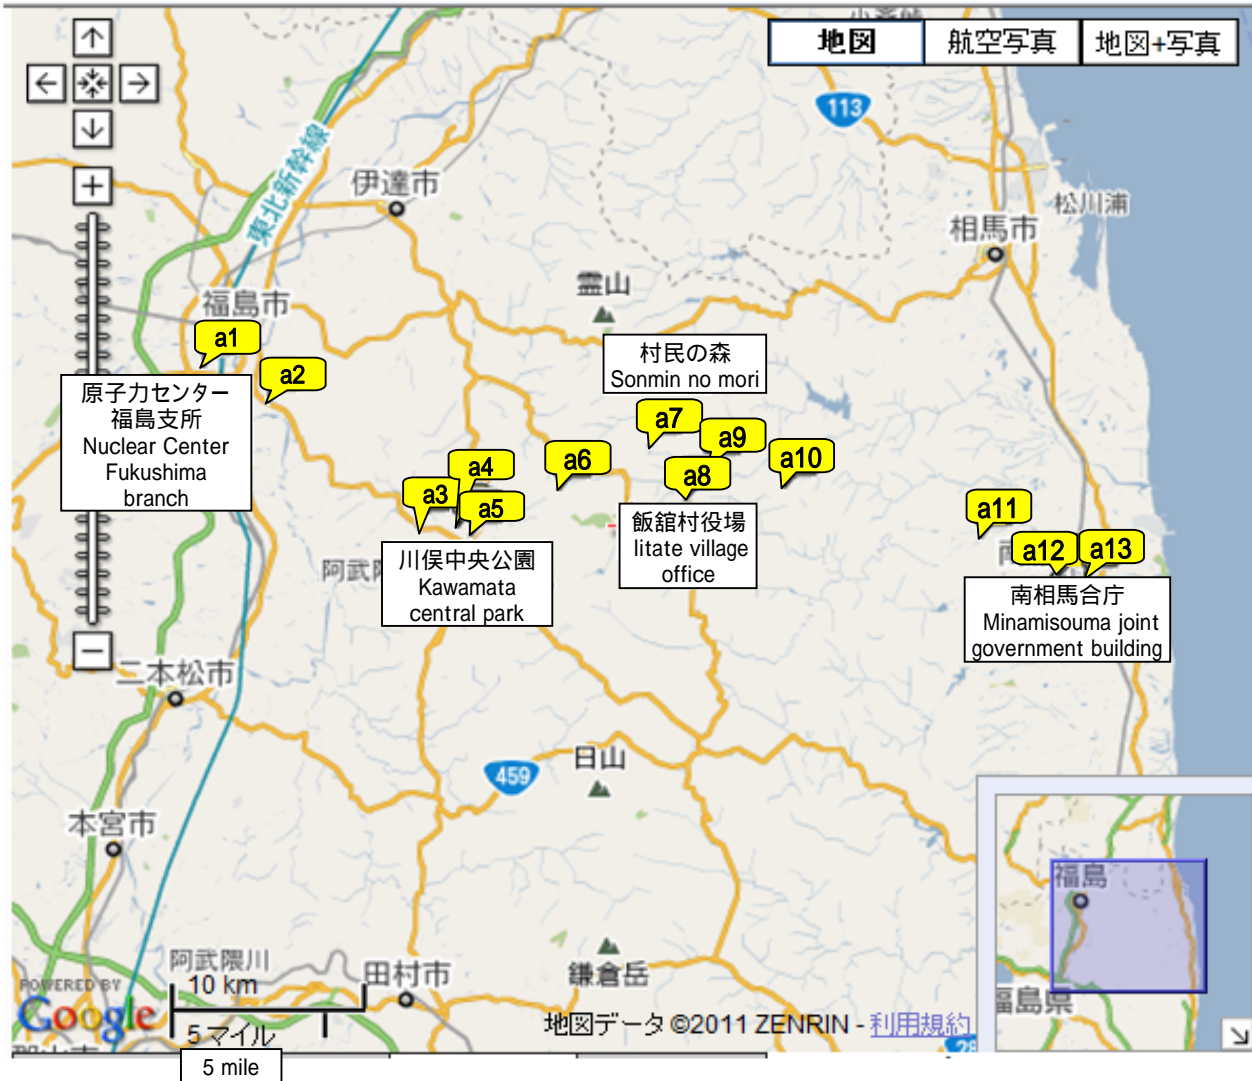 地図
航空写真
地図+写真
113
東北新幹線
伊達市
松川浦
相馬市
霊山
福島市
a1
a2
村民の森
Sonmin no mori
原子力センター
福島支所
Nuclear Center
Fukushima
branch
a7
a9
a4
a6
a10
a8
a3
a5
a11
飯舘村役場
Iitate village
office
a12
a13
川俣中央公園
Kawamata
central park
南相馬合庁
Minamisouma joint
government building
二本松市
日山
459
本宮市
福島
阿武隈川
田村市
鎌倉岳
10 km
POWERED BY
Google
福島県
5 マイル
地図データ ©2011 ZENRIN - 利用規約
5 mile